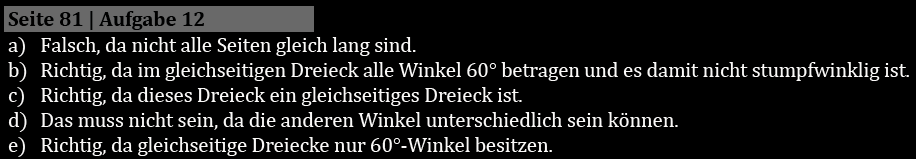 Seite 81 | Aufgabe 12
a) Falsch, da nicht alle Seiten gleich lang sind.
b) Richtig, da im gleichseitigen Dreieck alle Winkel 60° betragen und es damit nicht stumpfwinklig ist.
c) Richtig, da dieses Dreieck ein gleichseitiges Dreieck ist.
d) Das muss nicht sein, da die anderen Winkel unterschiedlich sein können.
e) Richtig, da gleichseitige Dreiecke nur 60°-Winkel besitzen.